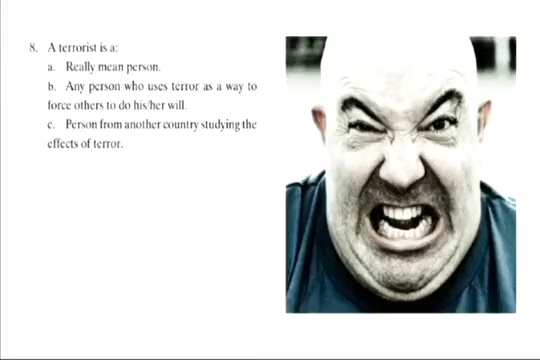 8. A terrorist is a:
a. Really mean person.
b. Any person who uses terror as a way to
force others to do his/her will.
c. Person from another country studying the
effects of terror.